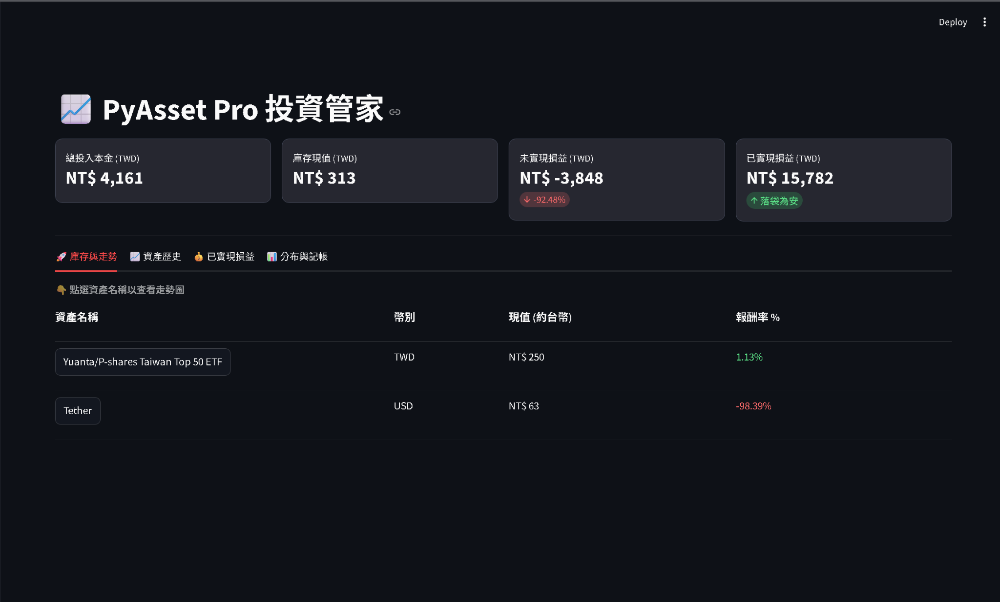 Deploy
PyAsset Pro 投資管家
總投入本金 (TWD)
NT$ 4,161
庫存現值 (TWD)
NT$ 313
未實現損益 (TWD)
NT$ -3,848
-92.48%
已實現損益 (TWD)
NT$ 15,782
落袋為安
庫存與走勢 資產歷史 已實現損益 分布與記帳
點選資產名稱以查看走勢圖
資產名稱 幣別 現值 (約台幣) 報酬率 %
Yuanta/P-shares Taiwan Top 50 ETF TWD NT$ 250 1.13%
Tether USD NT$ 63 -98.39%